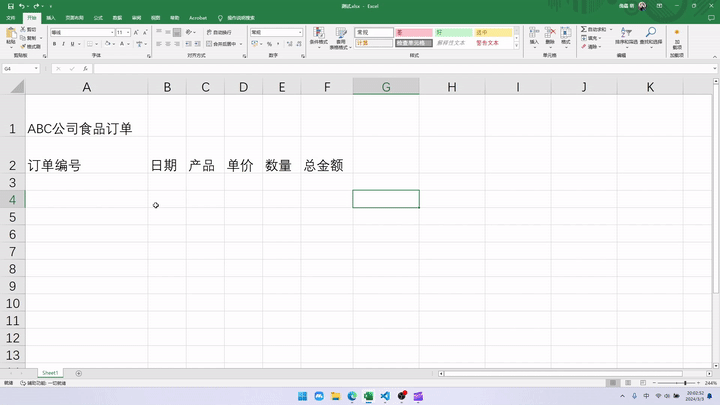 测试.xlsx - Excel
文件 开始 插入 页面布局 公式 数据 审阅 视图 帮助 Acrobat 操作说明搜索
粘贴 剪切 复制 格式刷
等线 11 自动换行 常规 条件格式 套用表格格式 常规 差 好 适中 插入 删除 格式 自动求和 填充 清除 排序和筛选 查找和选择 加载项
B I U 合并后居中 计算 检查单元格 解释性文本 警告文本
剪贴板 字体 对齐方式 数字 样式 单元格 编辑 加载项
G4 fx
A B C D E F G H I J K
1 ABC公司食品订单
2 订单编号 日期 产品 单价 数量 总金额
3
4
5
6
7
8
9
10
11
12
13
Sheet1
就绪 辅助功能: 一切就绪 244%
中 20:02:52
2024/3/3